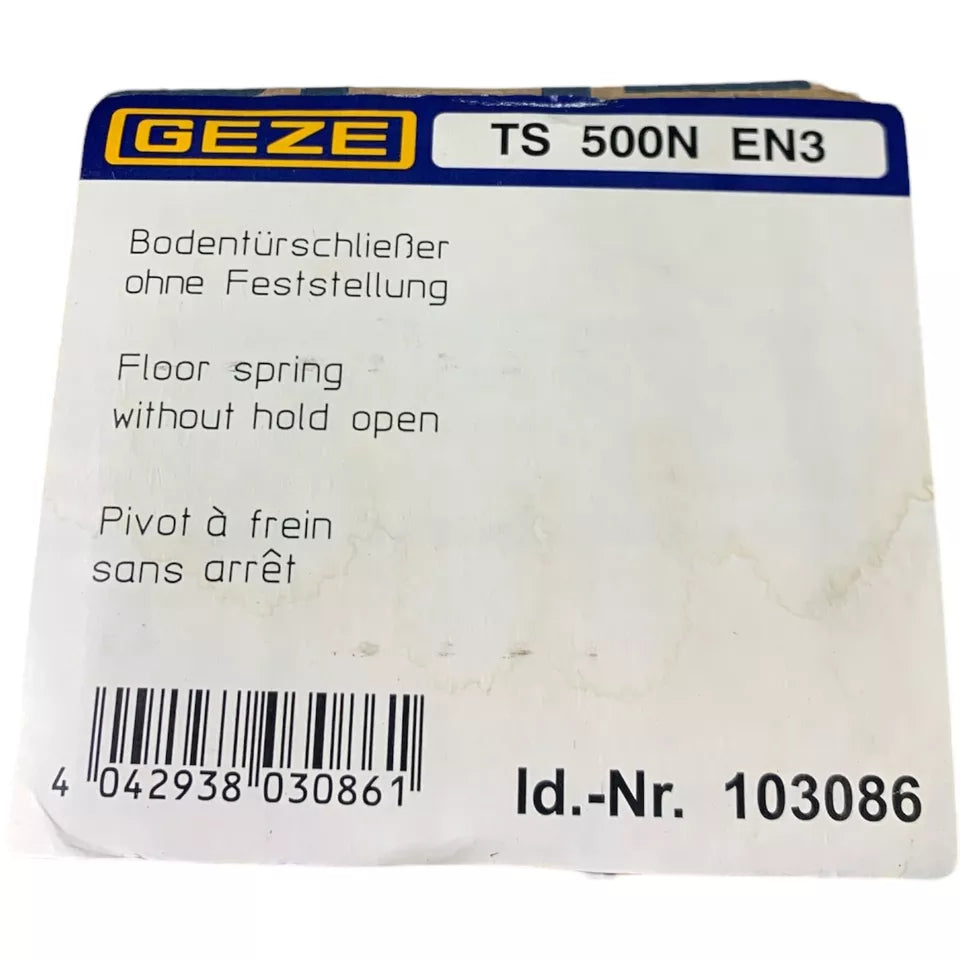 GEZE
TS 500N EN3
Bodentürschließer
ohne Feststellung
Floor spring
without hold open
Pivot à frein
sans arrêt
4 042938 030861
Id.-Nr. 103086